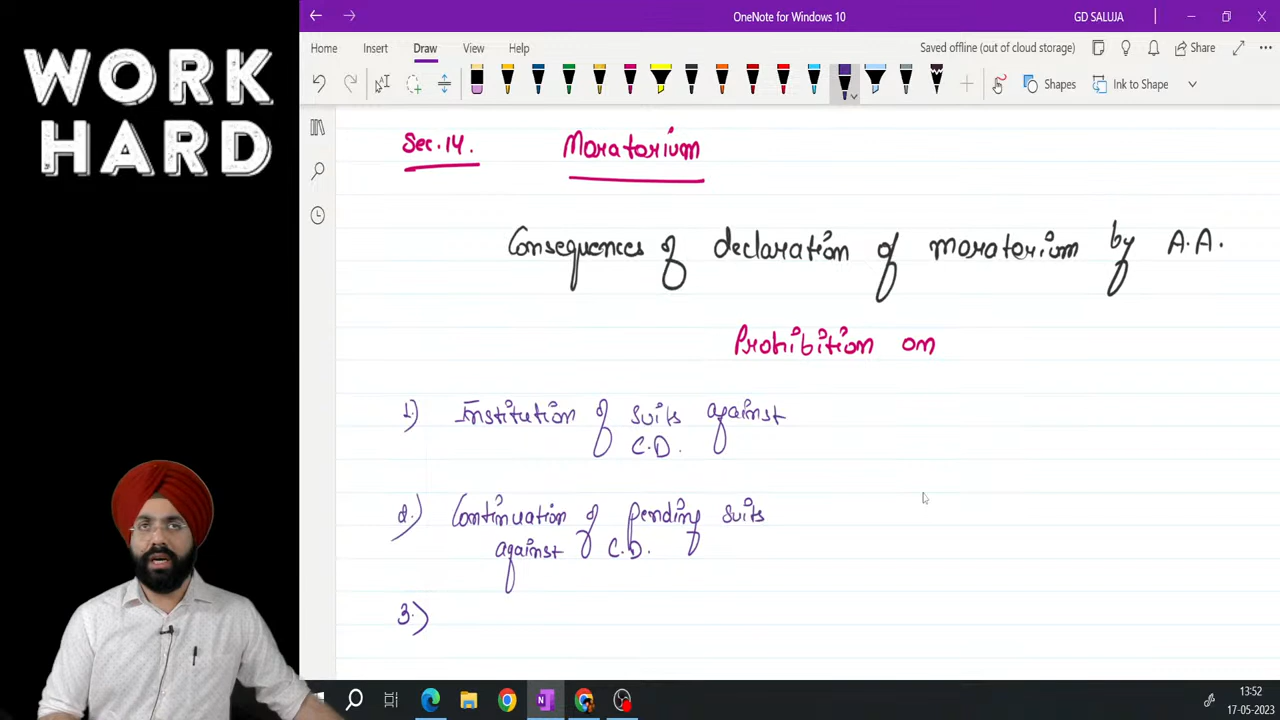 WORK
HARD
OneNote for Windows 10
GD SALUJA
Home Insert Draw View Help
Saved offline (out of cloud storage)
Share
Shapes
Ink to Shape
Sec. 14.
Moratorium
Consequences of declaration of moratorium by A.A.
Prohibition on
1.) Institution of suits against
C.D.
2.) Continuation of pending suits
against C.D.
3.)
13:52
17-05-2023